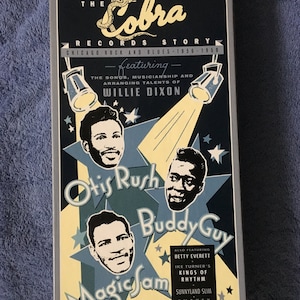 THE
Cobra
RECORDS STORY
CHICAGO ROCK AND BLUES 1956-1958
featuring
THE SONGS, MUSICIANSHIP AND
ARRANGING TALENTS OF
WILLIE DIXON
Otis Rush
Buddy Guy
Magic Sam
ALSO FEATURING
BETTY EVERETT
IKE TURNER'S
KINGS OF
RHYTHM
SUNNYLAND SLIM